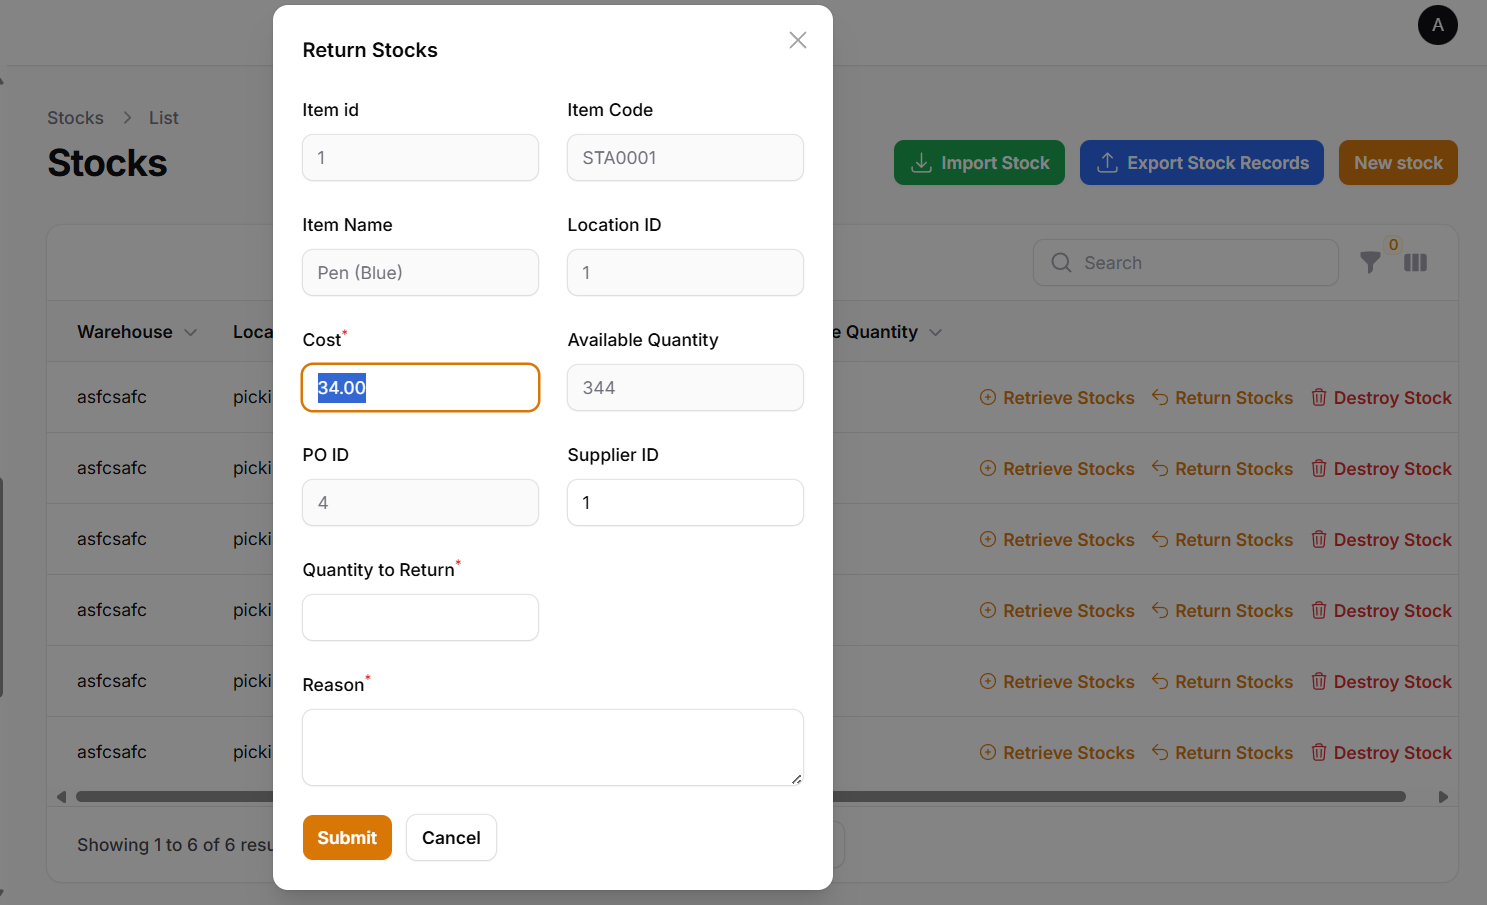 A
Stocks > List
Stocks
Import Stock
Export Stock Records
New stock
Search
0
Warehouse
Loca
e Quantity
asfcsafc picki Retrieve Stocks Return Stocks Destroy Stock
asfcsafc picki Retrieve Stocks Return Stocks Destroy Stock
asfcsafc picki Retrieve Stocks Return Stocks Destroy Stock
asfcsafc picki Retrieve Stocks Return Stocks Destroy Stock
asfcsafc picki Retrieve Stocks Return Stocks Destroy Stock
asfcsafc picki Retrieve Stocks Return Stocks Destroy Stock
Showing 1 to 6 of 6 resu
Return Stocks
Item id
1
Item Code
STA0001
Item Name
Pen (Blue)
Location ID
1
Cost*
34.00
Available Quantity
344
PO ID
4
Supplier ID
1
Quantity to Return*
Reason*
Submit
Cancel